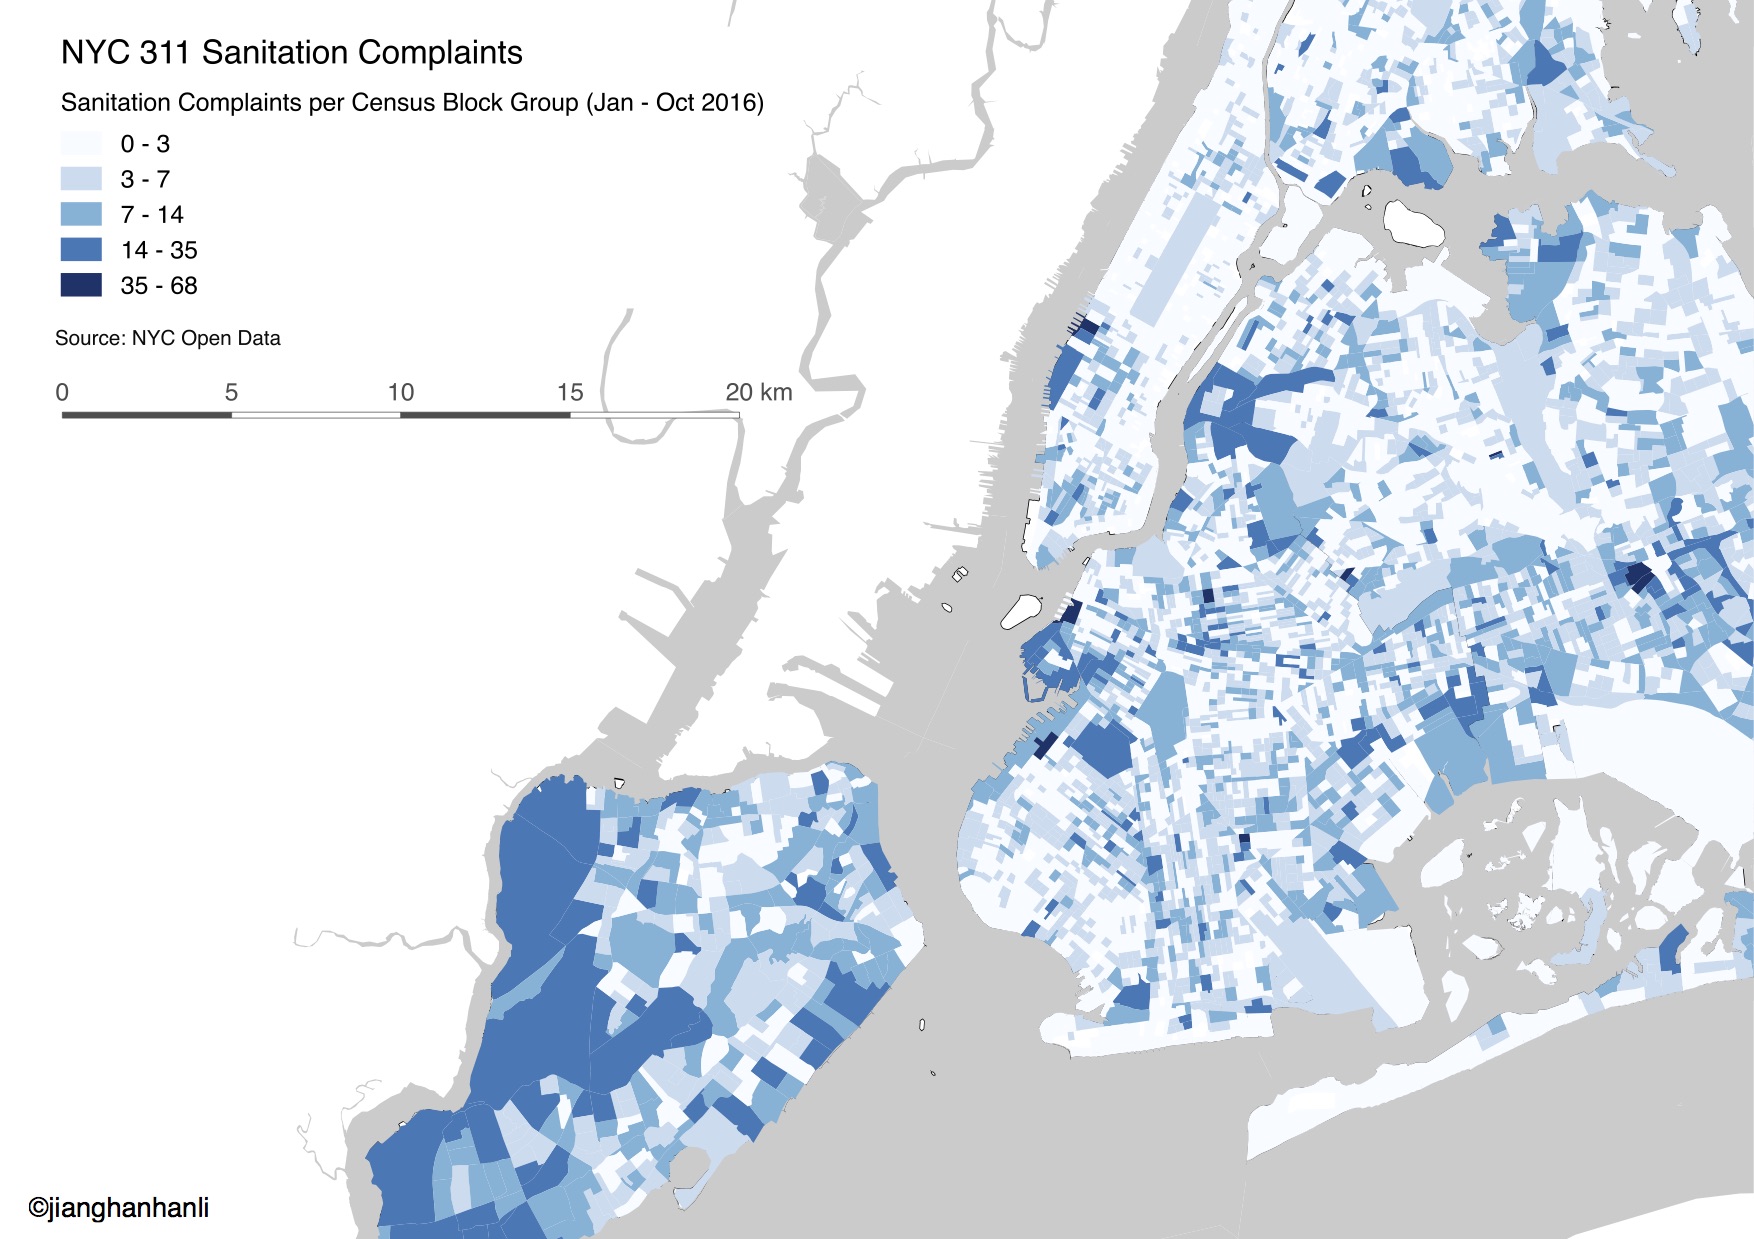 NYC 311 Sanitation Complaints
Sanitation Complaints per Census Block Group (Jan - Oct 2016)
0 - 3
3 - 7
7 - 14
14 - 35
35 - 68
Source: NYC Open Data
0 5 10 15 20 km
©jianghanhanli